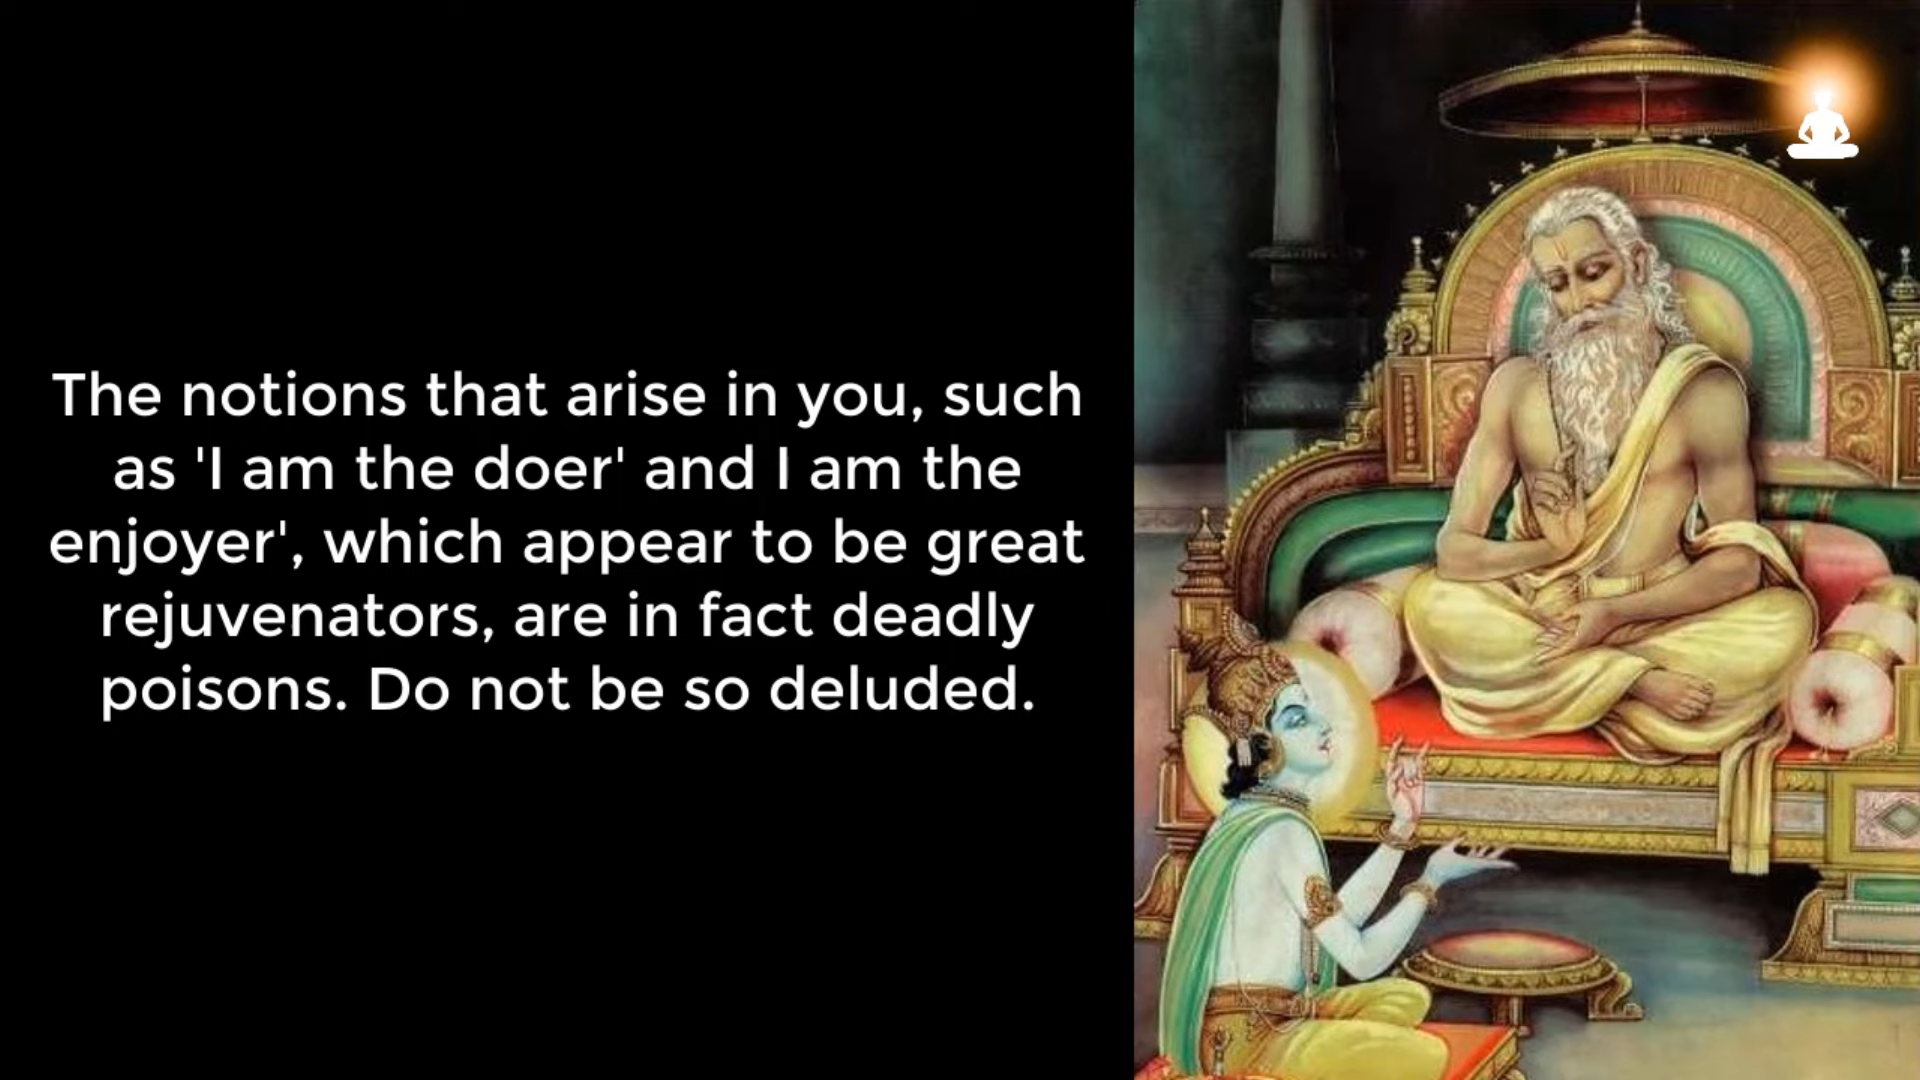 The notions that arise in you, such
as 'I am the doer' and I am the
enjoyer', which appear to be great
rejuvenators, are in fact deadly
poisons. Do not be so deluded.